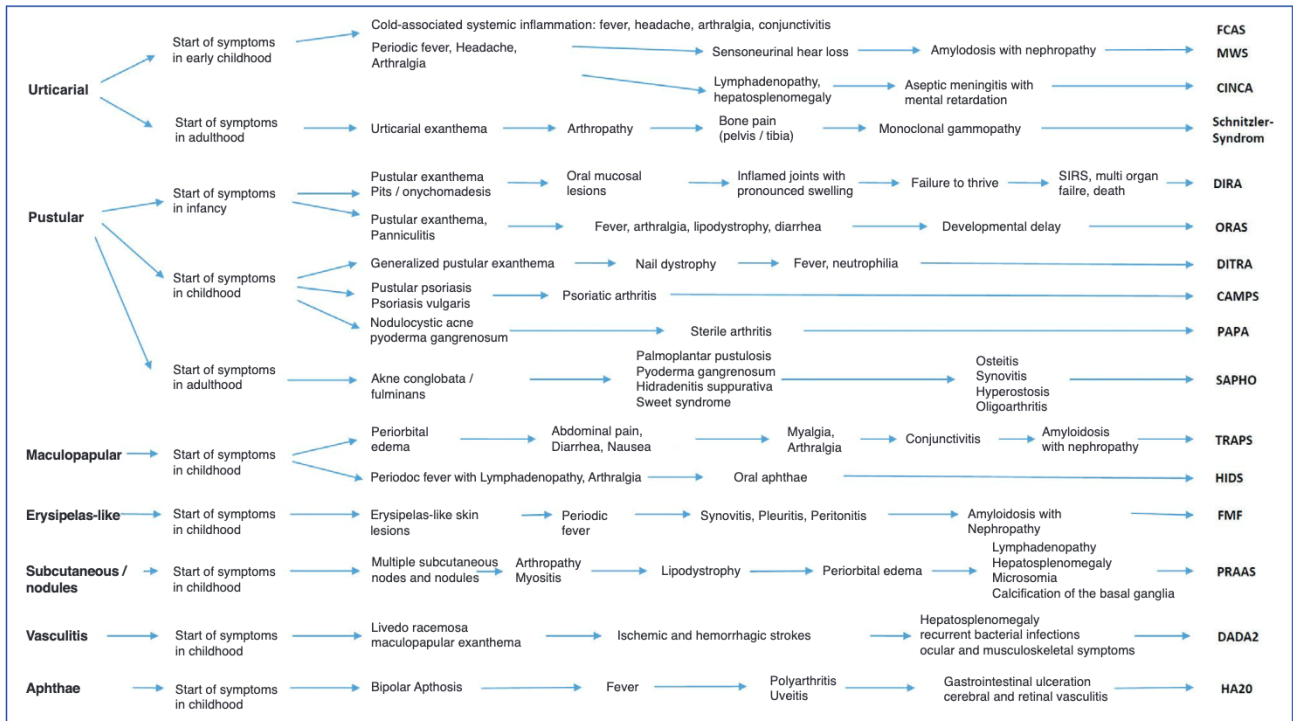 Cold-associated systemic inflammation: fever, headache, arthralgia, conjunctivitis
FCAS
Urticarial
Start of symptoms
in early childhood
Periodic fever, Headache,
Arthralgia
Sensoneurinal hear loss
Amylodosis with nephropathy
MWS
Lymphadenopathy,
hepatosplenomegaly
Aseptic meningitis with
mental retardation
CINCA
Start of symptoms
in adulthood
Urticarial exanthema
Arthropathy
Bone pain
(pelvis / tibia)
Monoclonal gammopathy
Schnitzler-
Syndrom
Pustular
Start of symptoms
in infancy
Pustular exanthema
Pits / onychomadesis
Oral mucosal
lesions
Inflamed joints with
pronounced swelling
Failure to thrive
SIRS, multi organ
failre, death
DIRA
Pustular exanthema,
Panniculitis
Fever, arthralgia, lipodystrophy, diarrhea
Developmental delay
ORAS
Start of symptoms
in childhood
Generalized pustular exanthema
Nail dystrophy
Fever, neutrophilia
DITRA
Pustular psoriasis
Psoriasis vulgaris
Psoriatic arthritis
CAMPS
Nodulocystic acne
pyoderma gangrenosum
Sterile arthritis
PAPA
Start of symptoms
in adulthood
Akne conglobata /
fulminans
Palmoplantar pustulosis
Pyoderma gangrenosum
Hidradenitis suppurativa
Sweet syndrome
Osteitis
Synovitis
Hyperostosis
Oligoarthritis
SAPHO
Maculopapular
Start of symptoms
in childhood
Periorbital
edema
Abdominal pain,
Diarrhea, Nausea
Myalgia,
Arthralgia
Conjunctivitis
Amyloidosis
with nephropathy
TRAPS
Periodoc fever with Lymphadenopathy, Arthralgia
Oral aphthae
HIDS
Erysipelas-like
Start of symptoms
in childhood
Erysipelas-like skin
lesions
Periodic
fever
Synovitis, Pleuritis, Peritonitis
Amyloidosis with
Nephropathy
FMF
Subcutaneous /
nodules
Start of symptoms
in childhood
Multiple subcutaneous
nodes and nodules
Arthropathy
Myositis
Lipodystrophy
Periorbital edema
Lymphadenopathy
Hepatosplenomegaly
Microsomia
Calcification of the basal ganglia
PRAAS
Vasculitis
Start of symptoms
in childhood
Livedo racemosa
maculopapular exanthema
Ischemic and hemorrhagic strokes
Hepatosplenomegaly
recurrent bacterial infections
ocular and musculoskeletal symptoms
DADA2
Aphthae
Start of symptoms
in childhood
Bipolar Apthosis
Fever
Polyarthritis
Uveitis
Gastrointestinal ulceration
cerebral and retinal vasculitis
HA20